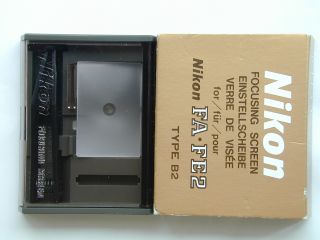 Nikon
FOCUSING SCREEN
EINSTELLSCHEIBE
VERRE DE VISÉE
for/für/pour
Nikon FA·FE2
TYPE B2
Nikon